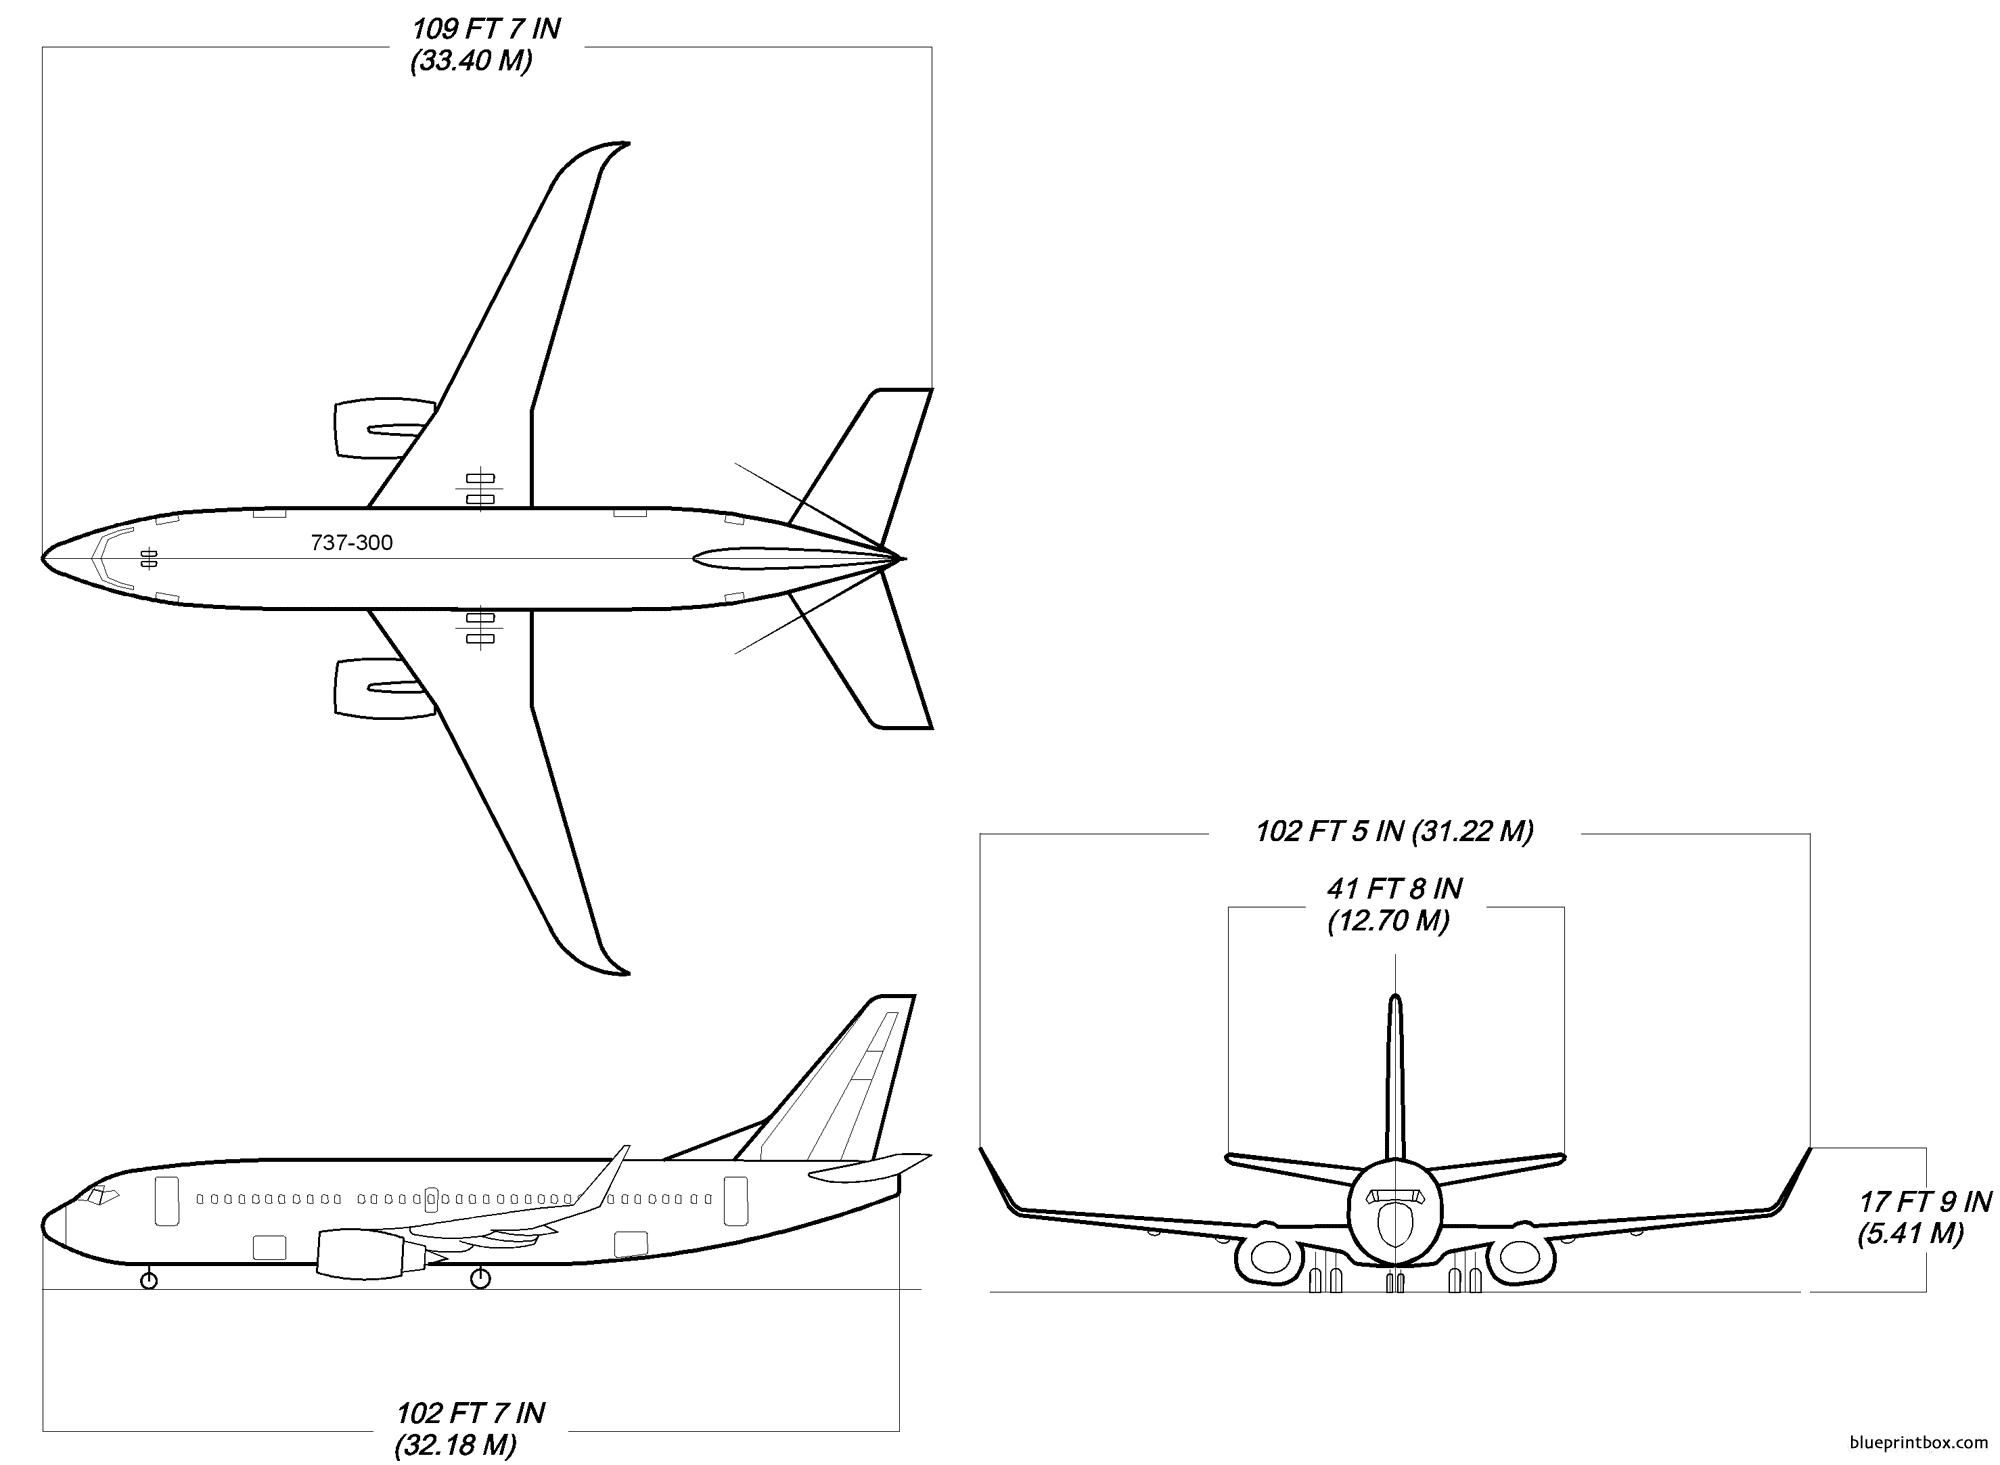 109 FT 7 IN
(33.40 M)
737-300
102 FT 5 IN (31.22 M)
41 FT 8 IN
(12.70 M)
17 FT 9 IN
(5.41 M)
102 FT 7 IN
(32.18 M)
blueprintbox.com